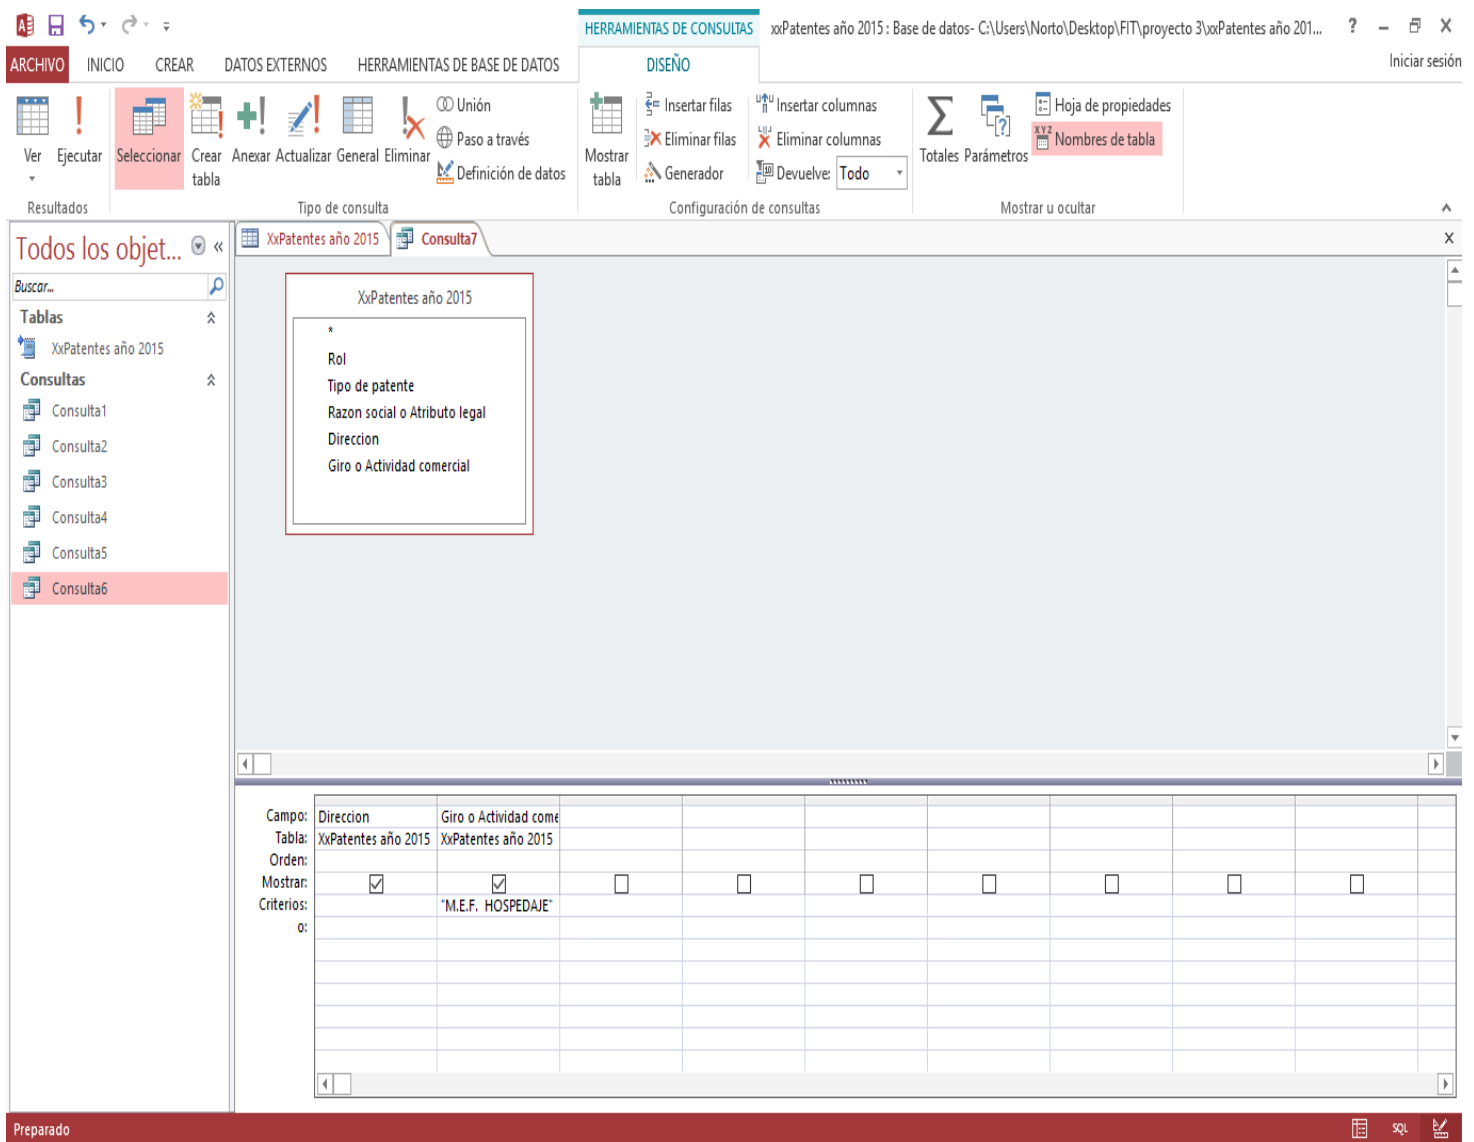 HERRAMIENTAS DE CONSULTAS
xxPatentes año 2015 : Base de datos- C:\Users\Norto\Desktop\FIT\proyecto 3\xxPatentes año 201...
ARCHIVO INICIO CREAR DATOS EXTERNOS HERRAMIENTAS DE BASE DE DATOS DISEÑO Iniciar sesión
Ver Ejecutar Seleccionar Crear tabla Anexar Actualizar General Eliminar
Unión
Paso a través
Definición de datos
Mostrar tabla
Insertar filas
Eliminar filas
Generador
Insertar columnas
Eliminar columnas
Devuelve: Todo
Totales Parámetros
Hoja de propiedades
XYZ Nombres de tabla
Resultados Tipo de consulta Configuración de consultas Mostrar u ocultar
Todos los objet... «
Buscar...
Tablas
XxPatentes año 2015
Consultas
Consulta1
Consulta2
Consulta3
Consulta4
Consulta5
Consulta6
XxPatentes año 2015 Consulta7
XxPatentes año 2015
*
Rol
Tipo de patente
Razon social o Atributo legal
Direccion
Giro o Actividad comercial
Campo: Direccion Giro o Actividad come
Tabla: XxPatentes año 2015 XxPatentes año 2015
Orden:
Mostrar:
Criterios: "M.E.F. HOSPEDAJE"
o:
Preparado SQL